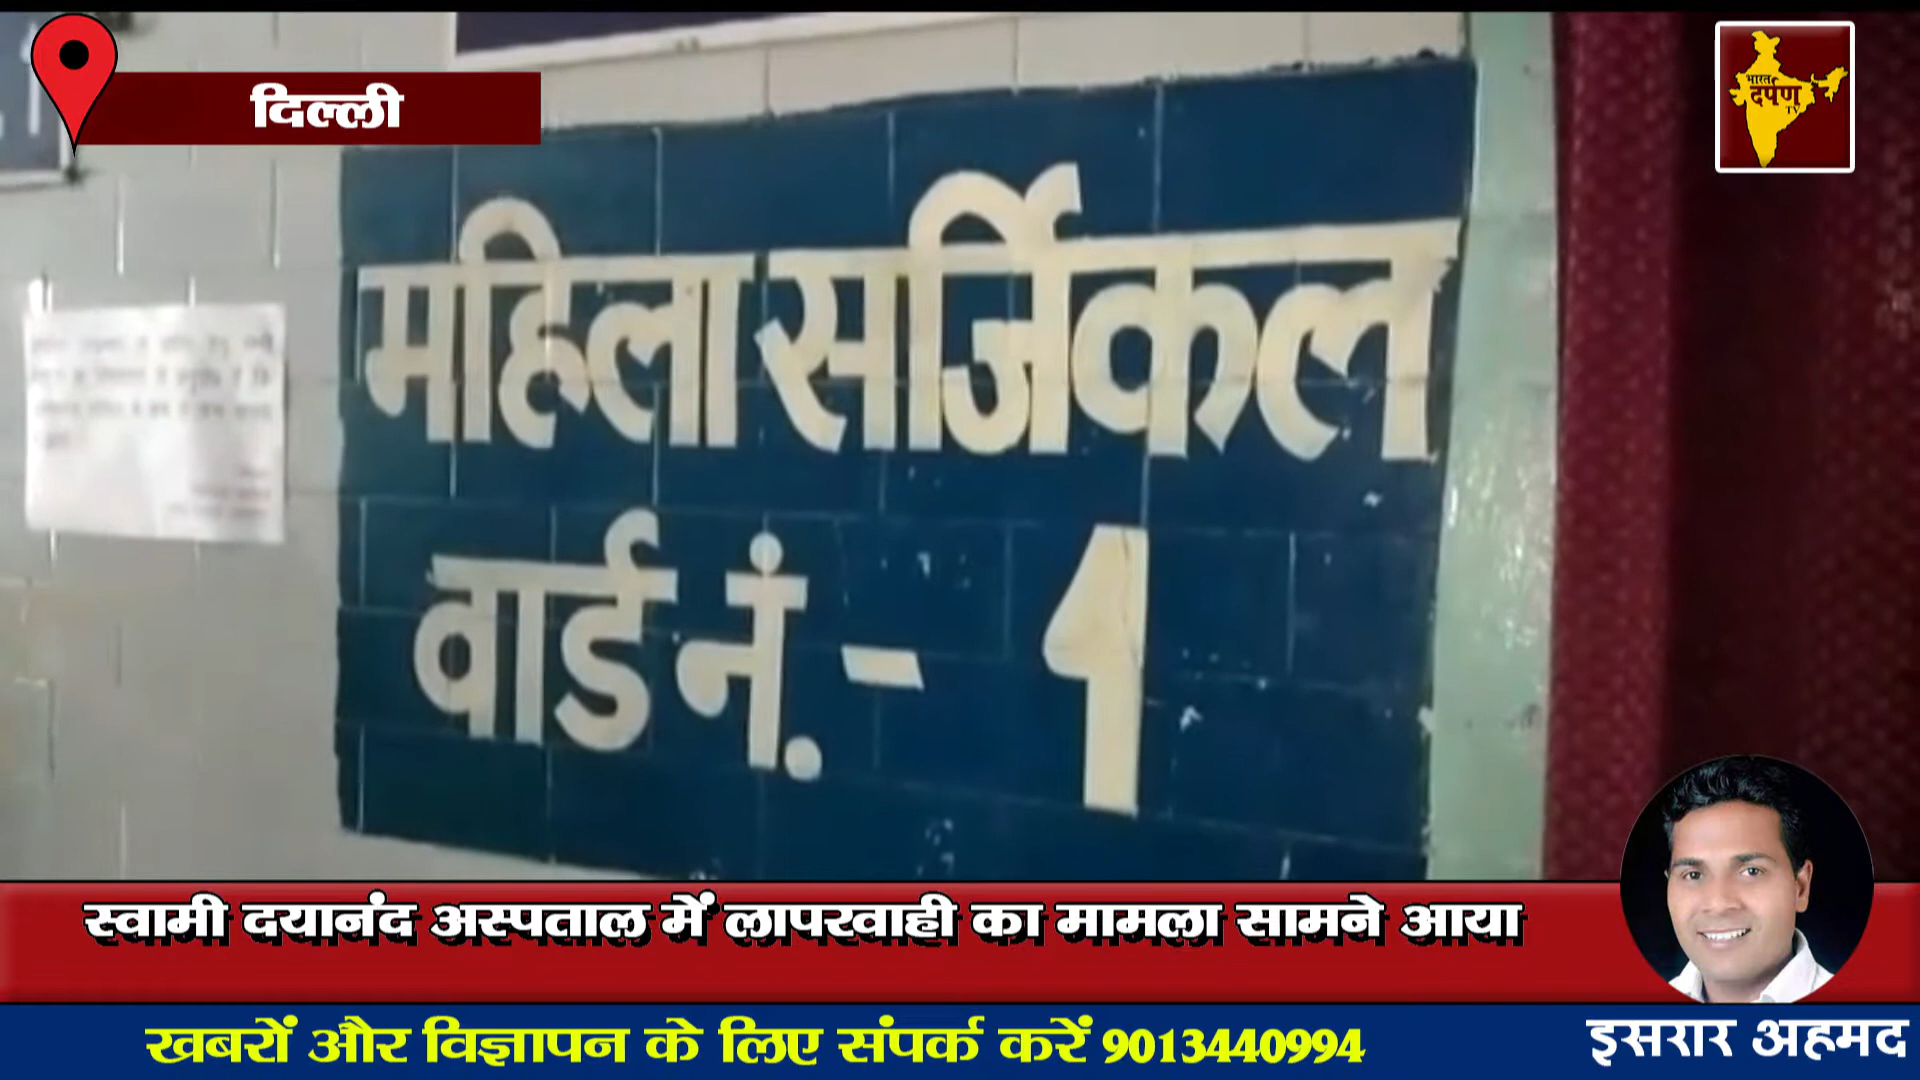 दिल्ली
भारत
दर्पण
TV
महिला सर्जिकल
वार्ड नं. - 1
स्वामी दयानंद अस्पताल में लापरवाही का मामला सामने आया
खबरों और विज्ञापन के लिए संपर्क करें 9013440994
इसरार अहमद